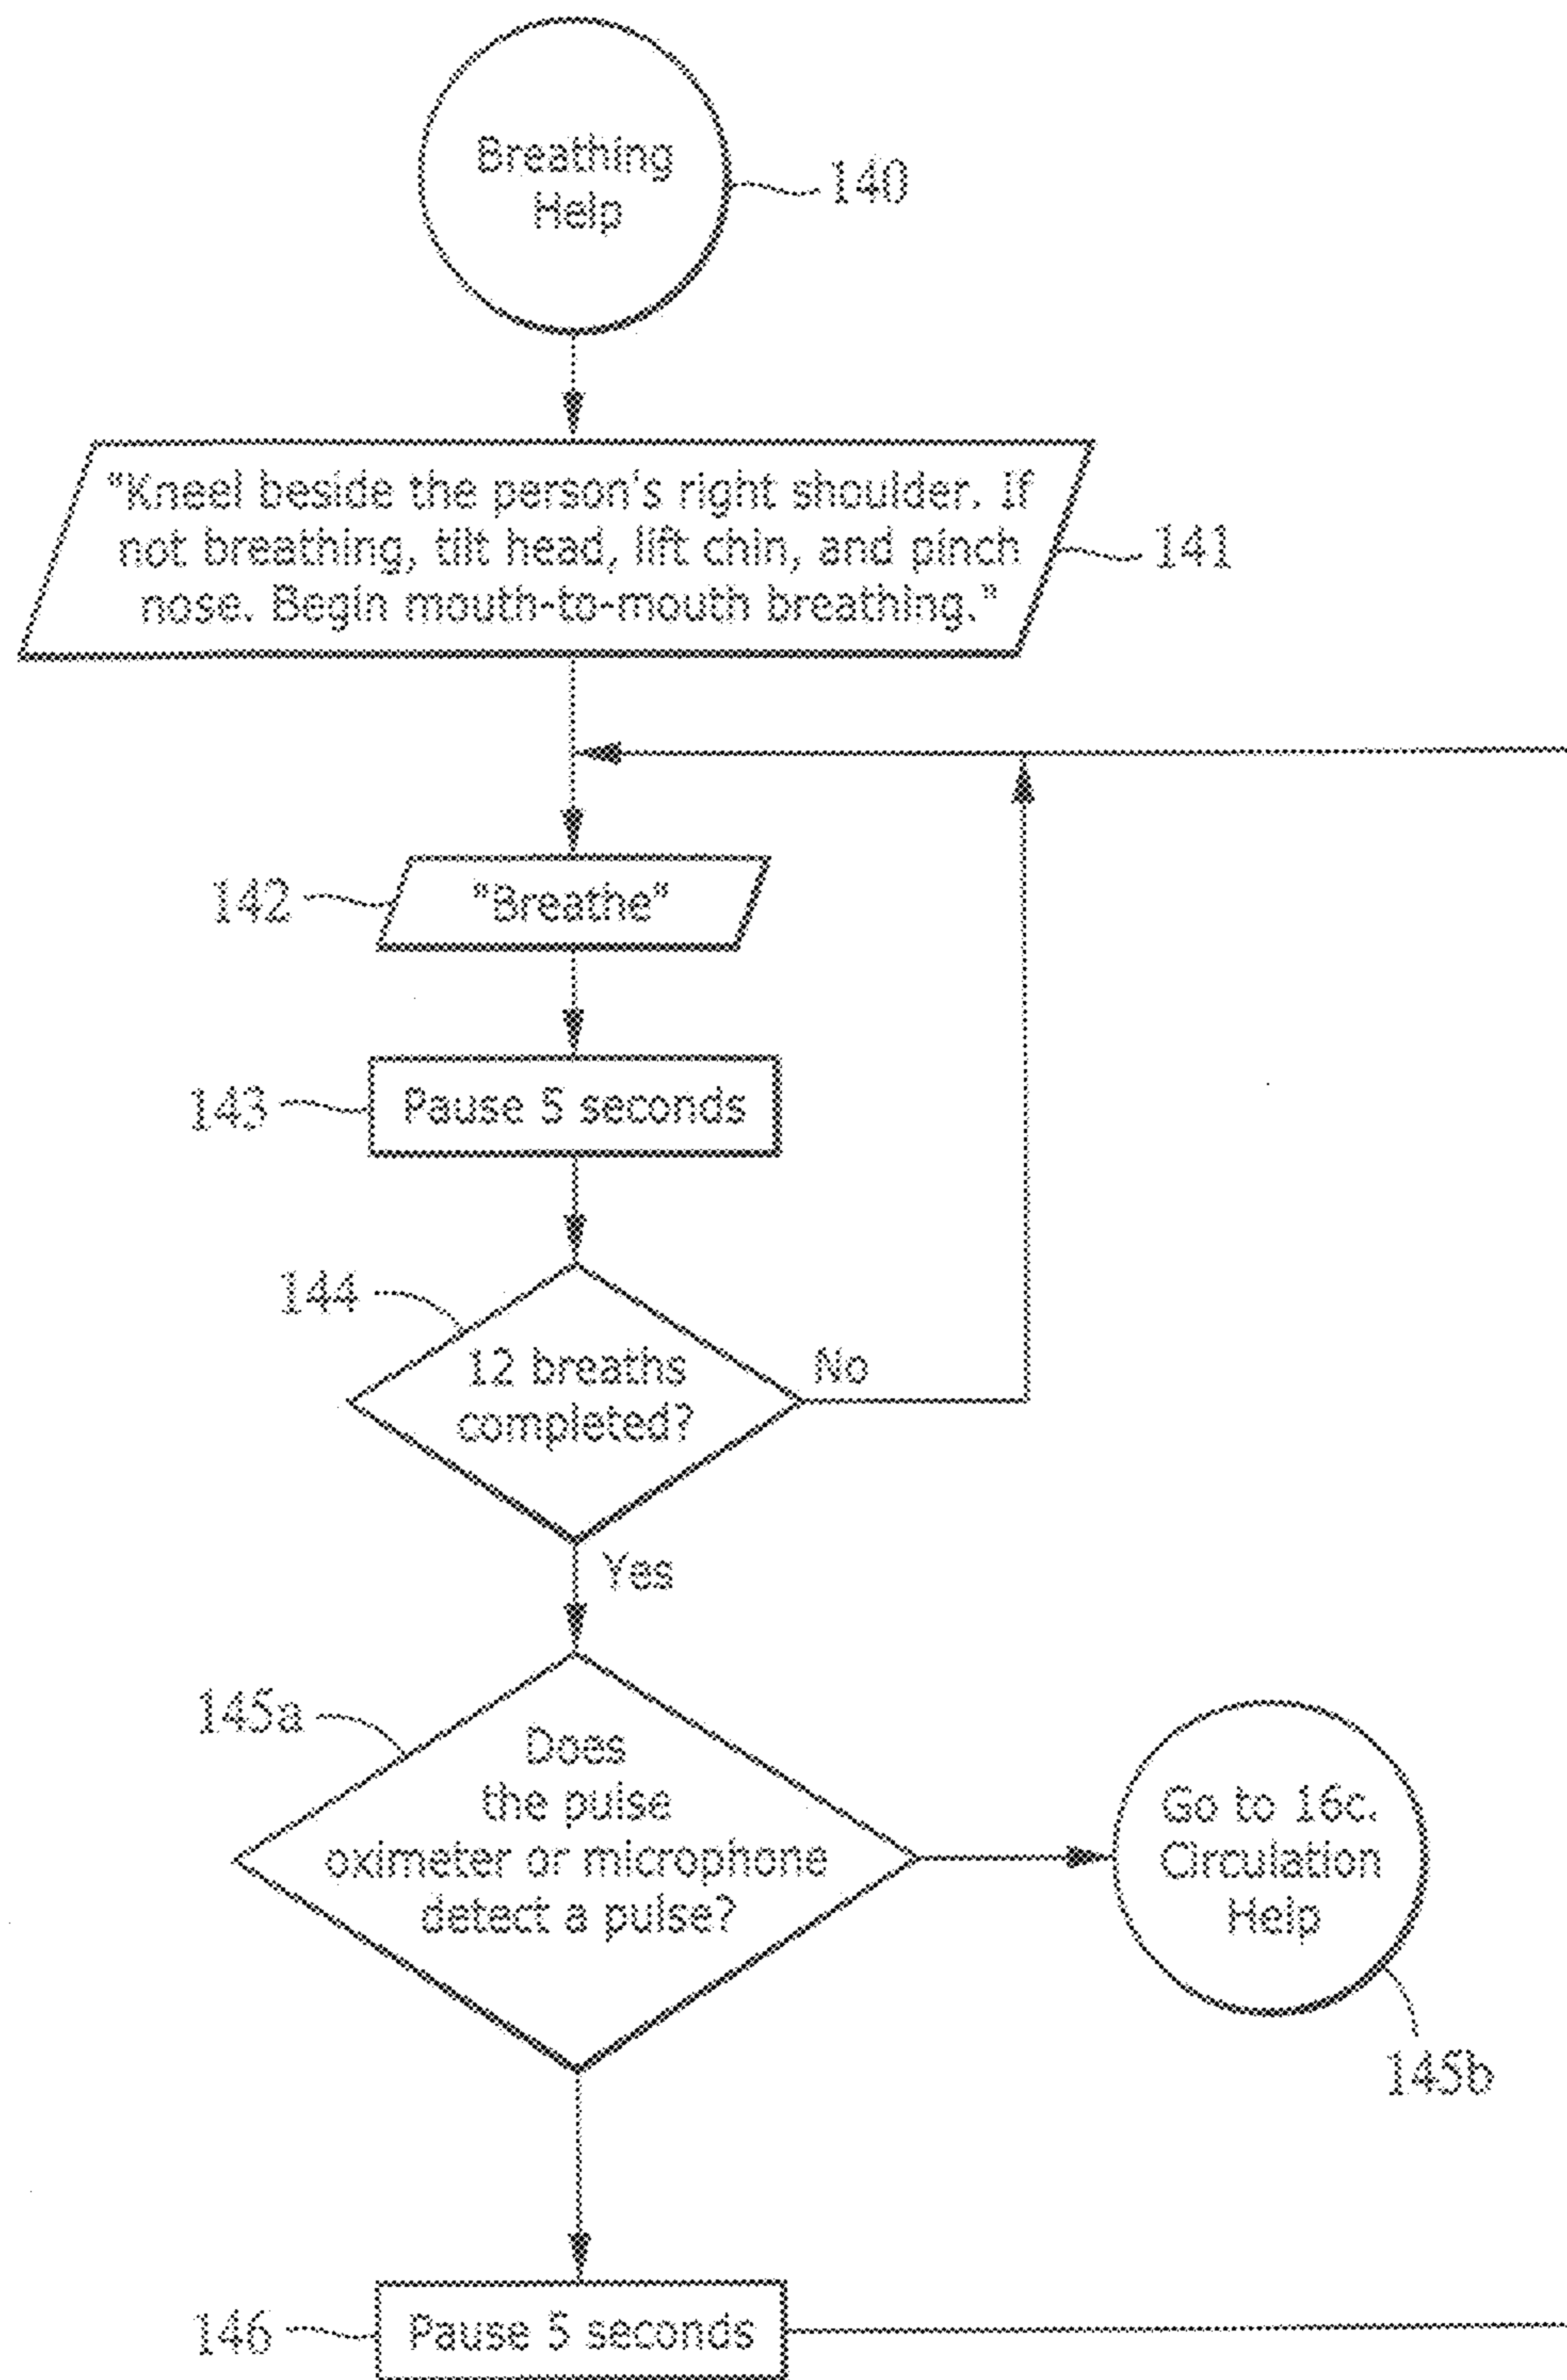 Breathing
Help
140
"Kneel beside the person's right shoulder. If
not breathing, tilt head, lift chin, and pinch
nose. Begin mouth-to-mouth breathing."
141
142
"Breathe"
143
Pause 5 seconds
144
12 breaths
completed?
No
Yes
145a
Does
the pulse
oximeter or microphone
detect a pulse?
Go to 16c.
Circulation
Help
145b
146
Pause 5 seconds